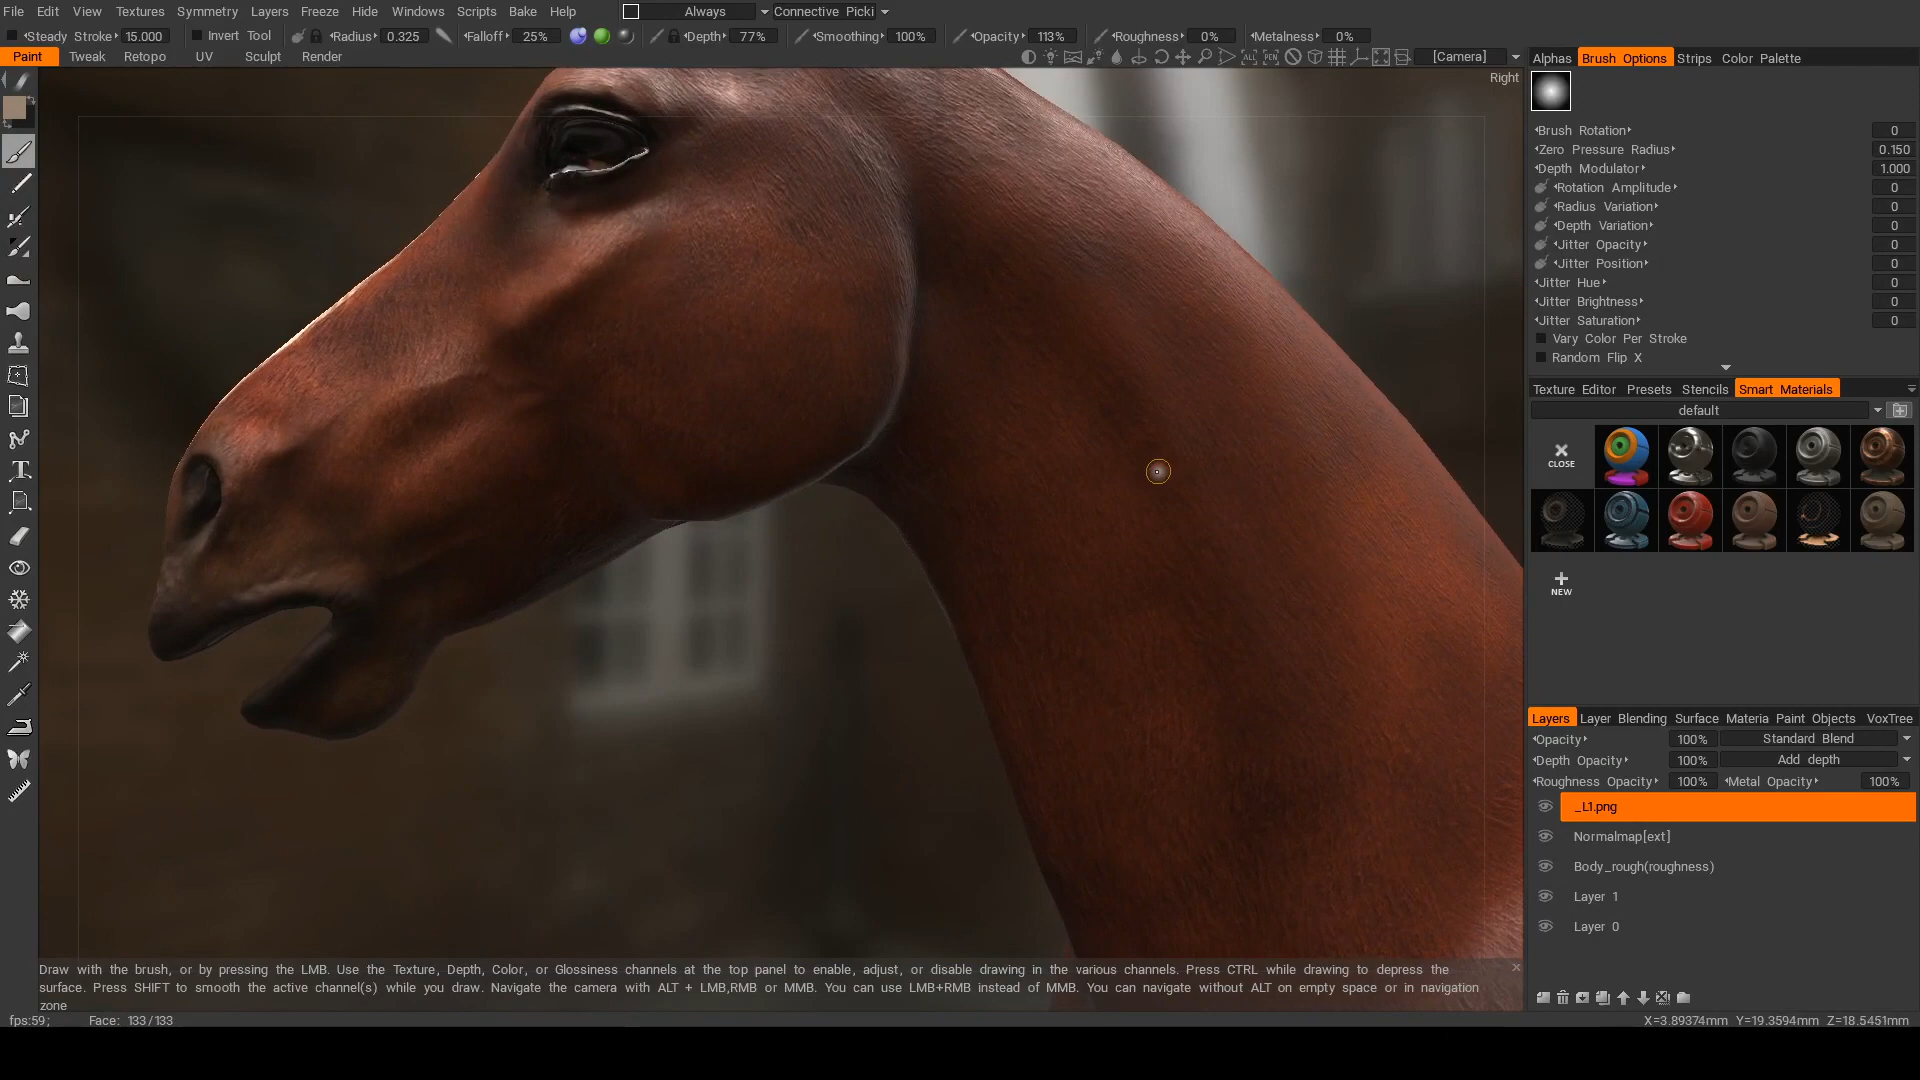 File Edit View Textures Symmetry Layers Freeze Hide Windows Scripts Bake Help Always Connective Picki
Steady Stroke 15.000 Invert Tool Radius 0.325 Falloff 25% Depth 77% Smoothing 100% Opacity 113% Roughness 0% Metalness 0%
Paint Tweak Retopo UV Sculpt Render ALL PEN [Camera]
Right
Alphas Brush Options Strips Color Palette
Brush Rotation 0
Zero Pressure Radius 0.150
Depth Modulator 1.000
Rotation Amplitude 0
Radius Variation 0
Depth Variation 0
Jitter Opacity 0
Jitter Position 0
Jitter Hue 0
Jitter Brightness 0
Jitter Saturation 0
Vary Color Per Stroke
Random Flip X
Texture Editor Presets Stencils Smart Materials
default
CLOSE
NEW
Layers Layer Blending Surface Materia Paint Objects VoxTree
Opacity 100% Standard Blend
Depth Opacity 100% Add depth
Roughness Opacity 100% Metal Opacity 100%
_L1.png
Normalmap[ext]
Body_rough(roughness)
Layer 1
Layer 0
Draw with the brush, or by pressing the LMB. Use the Texture, Depth, Color, or Glossiness channels at the top panel to enable, adjust, or disable drawing in the various channels. Press CTRL while drawing to depress the
surface. Press SHIFT to smooth the active channel(s) while you draw. Navigate the camera with ALT + LMB,RMB or MMB. You can use LMB+RMB instead of MMB. You can navigate without ALT on empty space or in navigation
zone
fps:59; Face: 133/133 X=3.89374mm Y=19.3594mm Z=18.5451mm